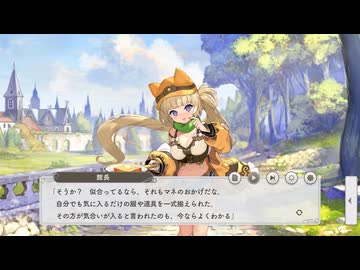 館長
「そうか？　似合ってるなら、それもマネのおかげだな。
自分でも気に入るだけの服や道具を一式揃えられた。
その方が気合いが入ると言われたのも、今ならよくわかる」